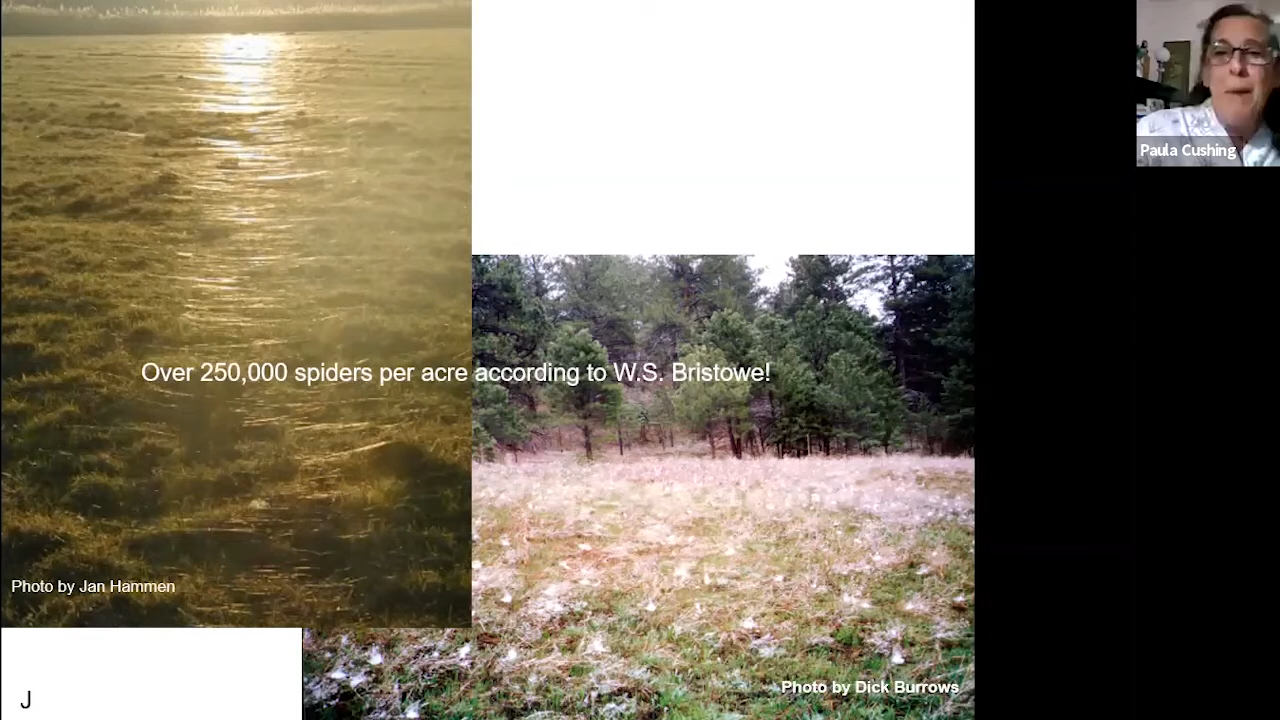 Paula Cushing
Over 250,000 spiders per acre according to W.S. Bristowe!
Photo by Jan Hammen
Photo by Dick Burrows
J